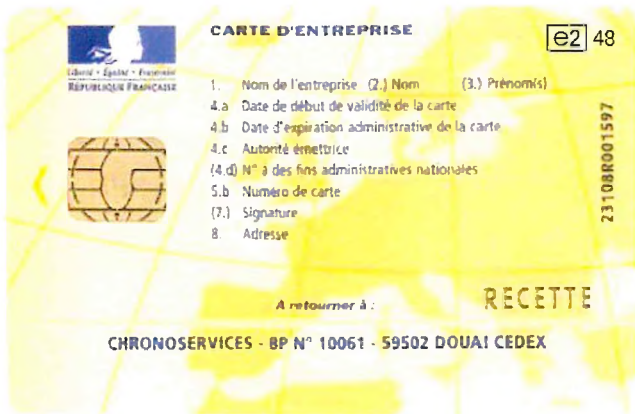 CARTE D'ENTREPRISE
e2 48
Liberté • Égalité • Fraternité
RÉPUBLIQUE FRANÇAISE
1. Nom de l'entreprise (2.) Nom (3.) Prénom(s)
4.a Date de début de validité de la carte
4.b Date d'expiration administrative de la carte
4.c Autorité émettrice
(4.d) N° à des fins administratives nationales
5.b Numéro de carte
(7.) Signature
8. Adresse
23108R001597
A retourner à :
RECETTE
CHRONOSERVICES - BP N° 10061 - 59502 DOUAI CEDEX